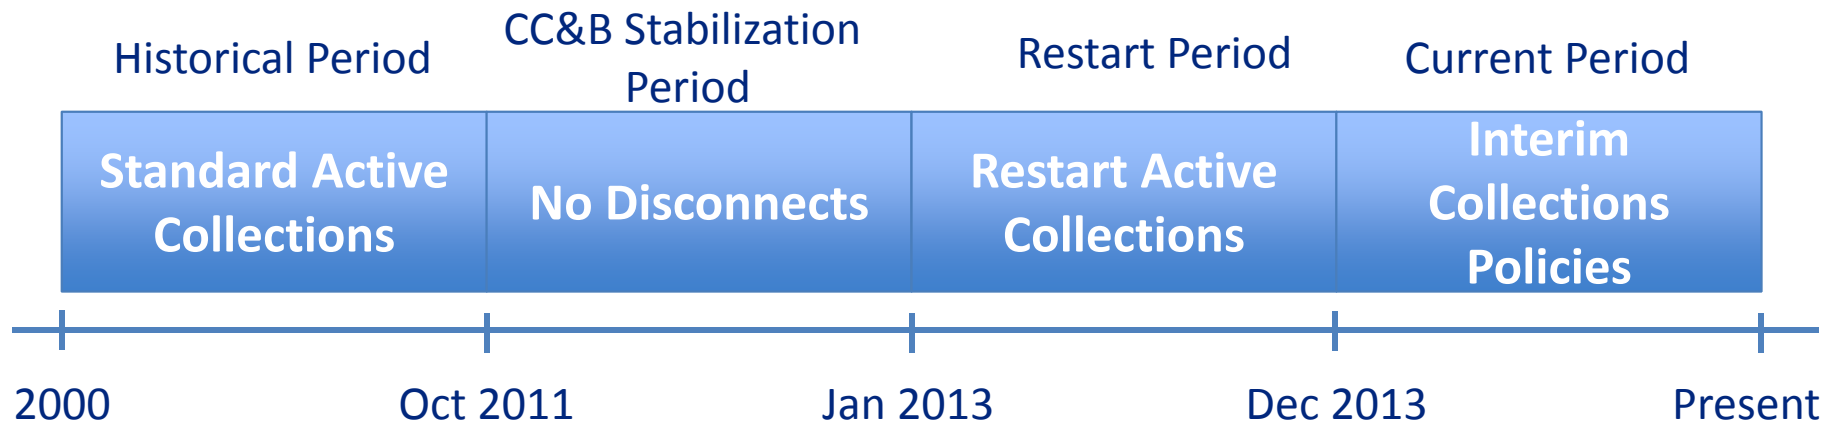 Historical Period
CC&B Stabilization
Period
Restart Period
Current Period
Standard Active
Collections
No Disconnects
Restart Active
Collections
Interim
Collections
Policies
2000
Oct 2011
Jan 2013
Dec 2013
Present